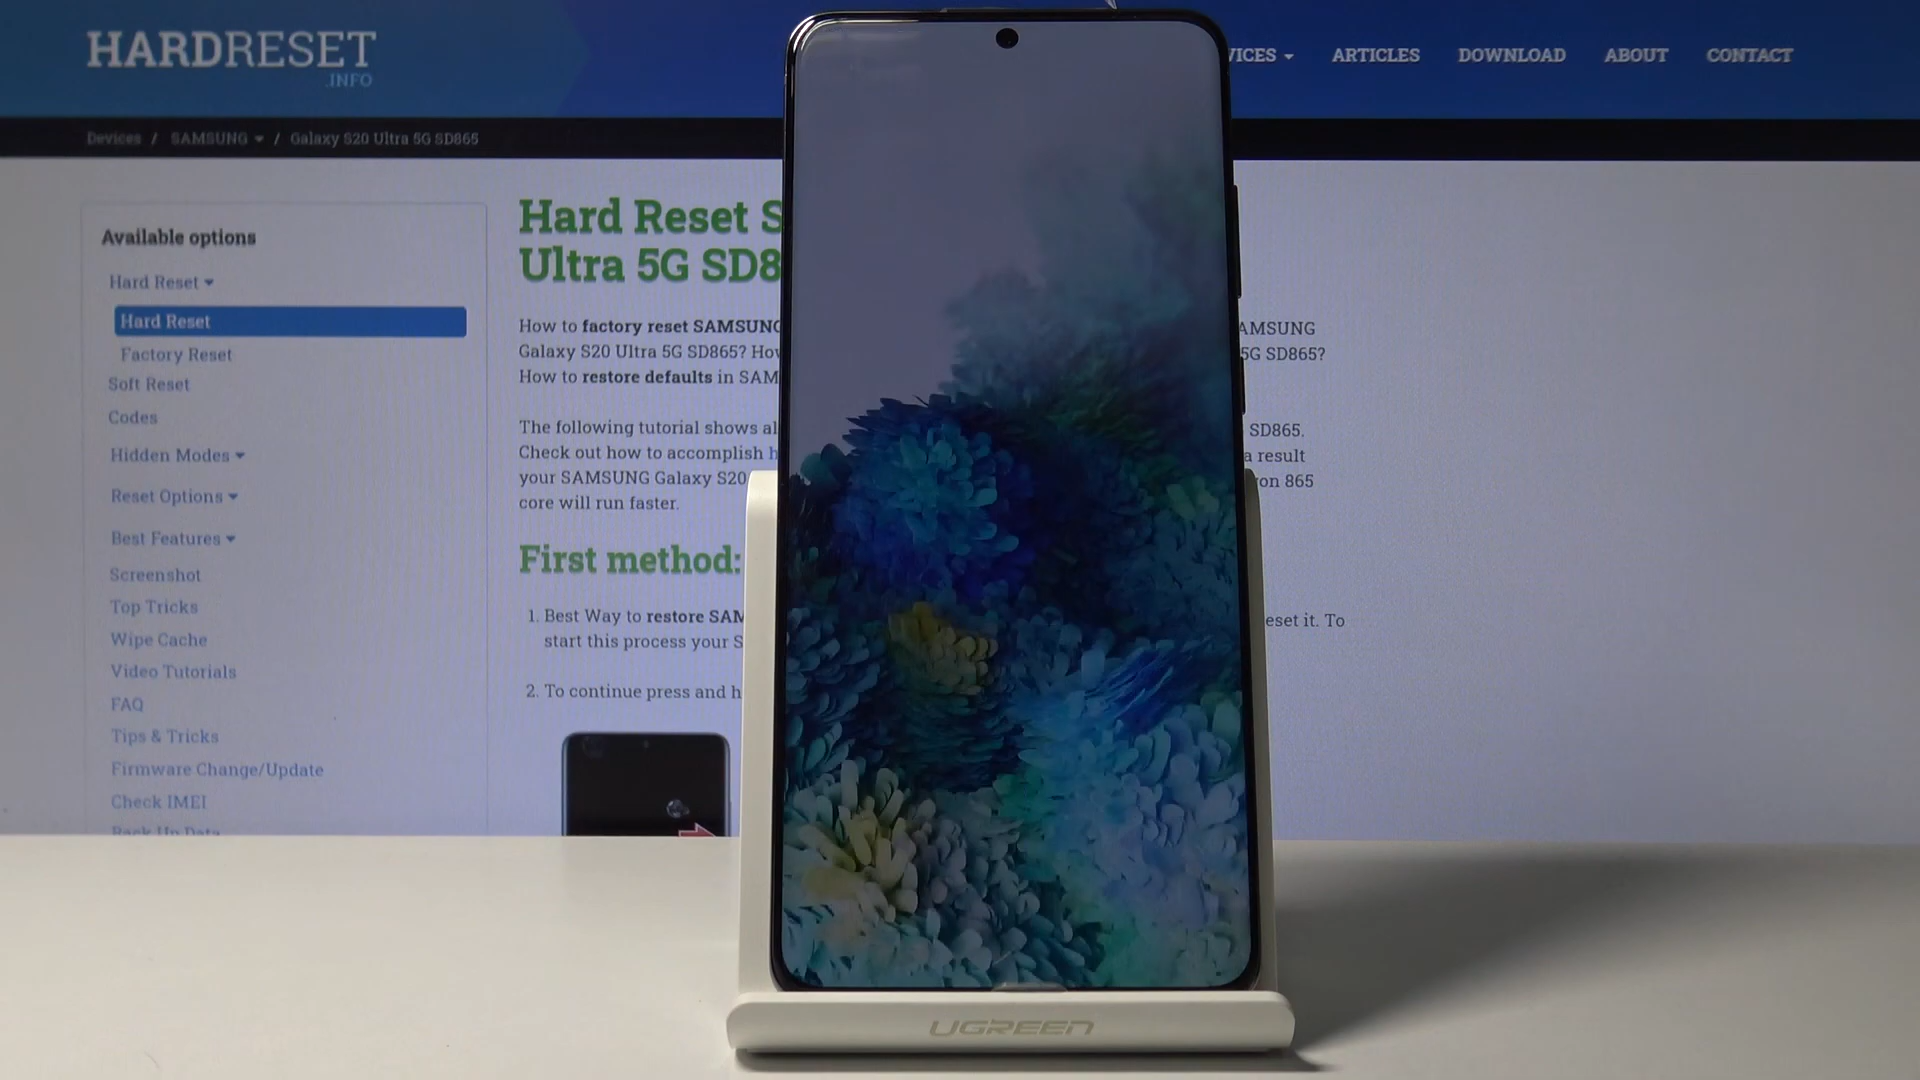 HARDRESET
.INFO
VICES ARTICLES DOWNLOAD ABOUT CONTACT
Devices / SAMSUNG / Galaxy S20 Ultra 5G SD865
Available options
Hard Reset
Hard Reset
Factory Reset
Soft Reset
Codes
Hidden Modes
Reset Options
Best Features
Screenshot
Top Tricks
Wipe Cache
Video Tutorials
FAQ
Tips & Tricks
Firmware Change/Update
Check IMEI
Back Up Data
Hard Reset S
Ultra 5G SD8
How to factory reset SAMSUNG AMSUNG
Galaxy S20 Ultra 5G SD865? How 5G SD865?
How to restore defaults in SAM
The following tutorial shows al SD865.
Check out how to accomplish h a result
your SAMSUNG Galaxy S20 on 865
core will run faster.
First method:
1. Best Way to restore SAM eset it. To
start this process your S
2. To continue press and h
UGREEN